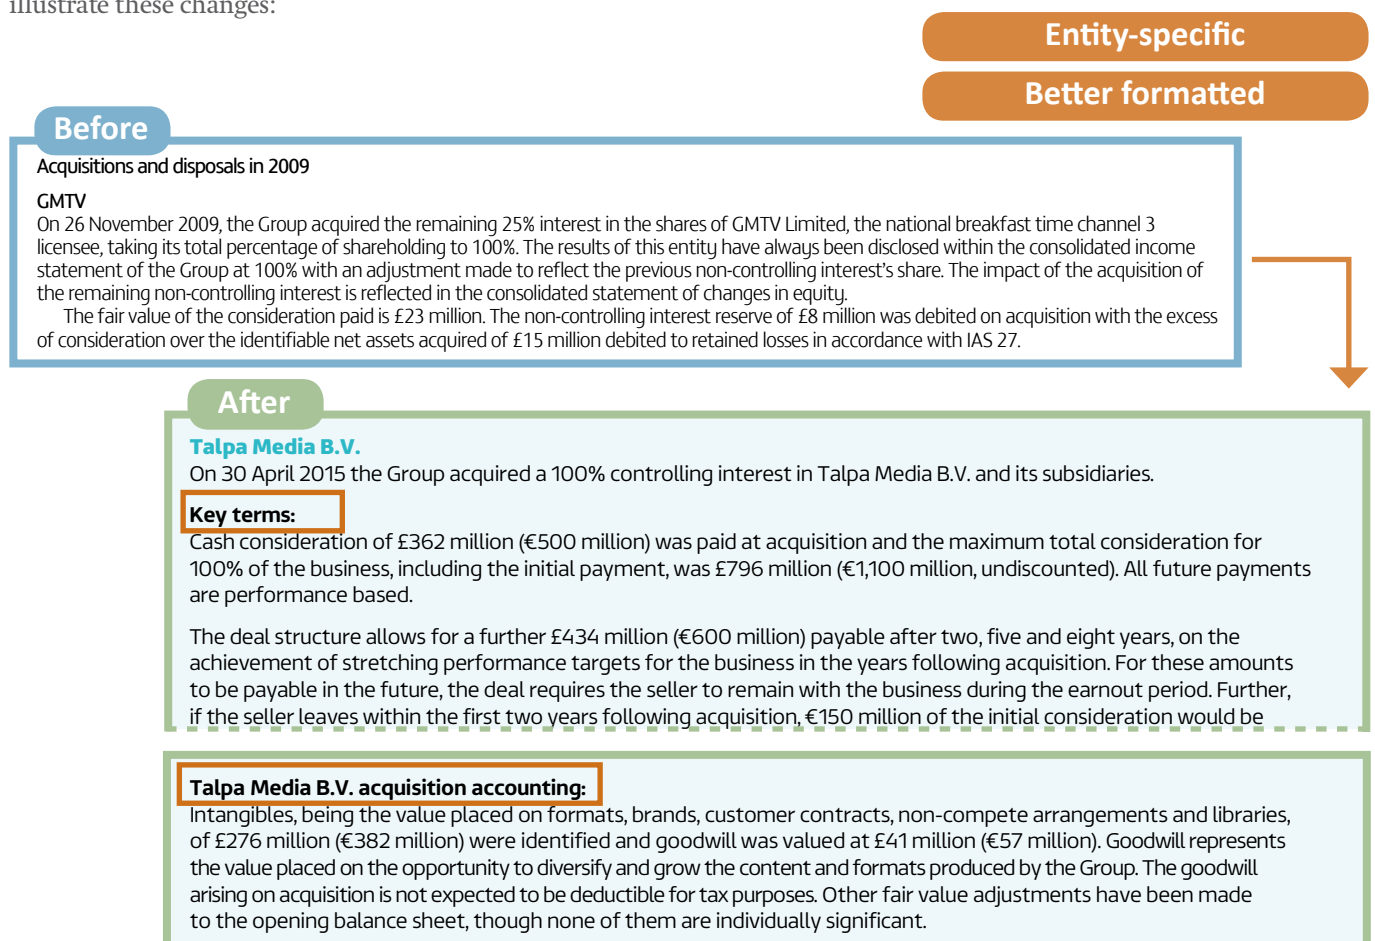 illustrate these changes:
Entity-specific
Better formatted
Before
Acquisitions and disposals in 2009
GMTV
On 26 November 2009, the Group acquired the remaining 25% interest in the shares of GMTV Limited, the national breakfast time channel 3
licensee, taking its total percentage of shareholding to 100%. The results of this entity have always been disclosed within the consolidated income
statement of the Group at 100% with an adjustment made to reflect the previous non-controlling interest's share. The impact of the acquisition of
the remaining non-controlling interest is reflected in the consolidated statement of changes in equity.
The fair value of the consideration paid is £23 million. The non-controlling interest reserve of £8 million was debited on acquisition with the excess
of consideration over the identifiable net assets acquired of £15 million debited to retained losses in accordance with IAS 27.
After
Talpa Media B.V.
On 30 April 2015 the Group acquired a 100% controlling interest in Talpa Media B.V. and its subsidiaries.
Key terms:
Cash consideration of £362 million (€500 million) was paid at acquisition and the maximum total consideration for
100% of the business, including the initial payment, was £796 million (€1,100 million, undiscounted). All future payments
are performance based.
The deal structure allows for a further £434 million (€600 million) payable after two, five and eight years, on the
achievement of stretching performance targets for the business in the years following acquisition. For these amounts
to be payable in the future, the deal requires the seller to remain with the business during the earnout period. Further,
if the seller leaves within the first two years following acquisition, €150 million of the initial consideration would be
Talpa Media B.V. acquisition accounting:
Intangibles, being the value placed on formats, brands, customer contracts, non-compete arrangements and libraries,
of £276 million (€382 million) were identified and goodwill was valued at £41 million (€57 million). Goodwill represents
the value placed on the opportunity to diversify and grow the content and formats produced by the Group. The goodwill
arising on acquisition is not expected to be deductible for tax purposes. Other fair value adjustments have been made
to the opening balance sheet, though none of them are individually significant.